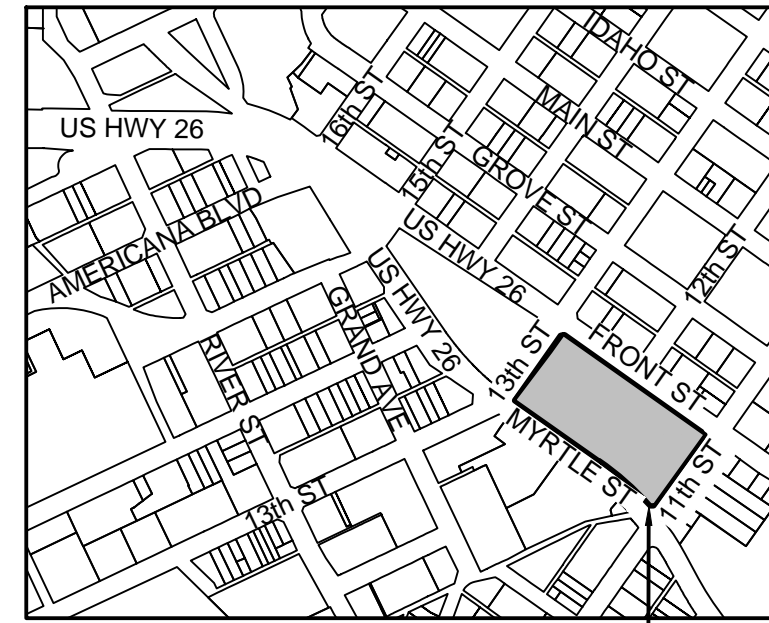 IDAHO ST
MAIN ST
US HWY 26
16th ST
15th ST
GROVE ST
AMERICANA BLVD
US HWY 26
12th ST
US HWY 26
GRAND AVE
RIVER ST
13th ST
FRONT ST
MYRTLE ST
11th ST
13th ST